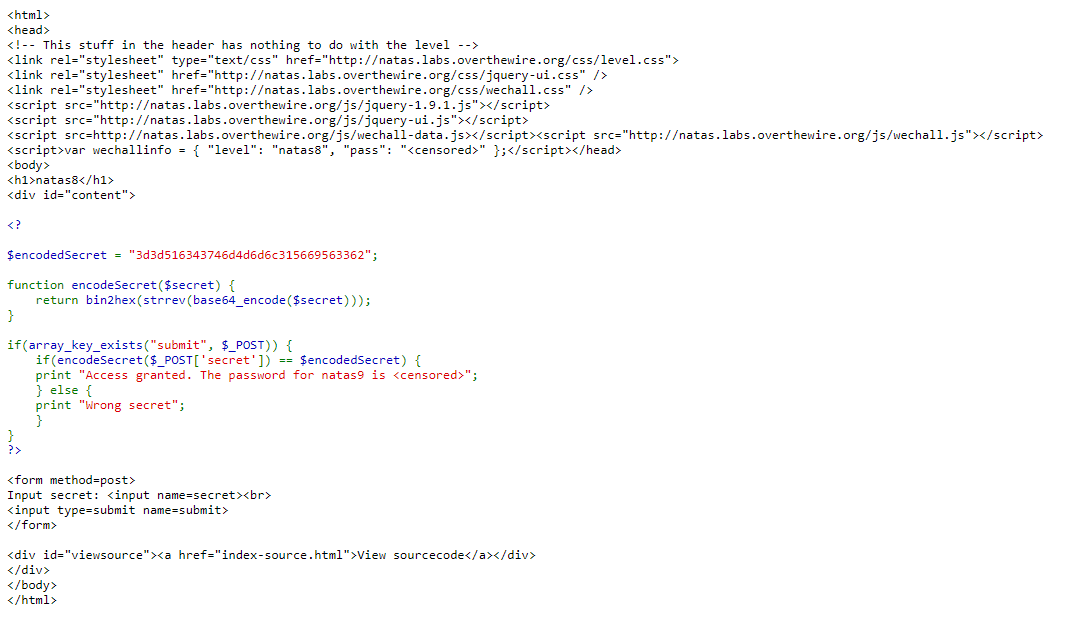 <html>
<head>
<!-- This stuff in the header has nothing to do with the level -->
<link rel="stylesheet" type="text/css" href="http://natas.labs.overthewire.org/css/level.css">
<link rel="stylesheet" href="http://natas.labs.overthewire.org/css/jquery-ui.css" />
<link rel="stylesheet" href="http://natas.labs.overthewire.org/css/wechall.css" />
<script src="http://natas.labs.overthewire.org/js/jquery-1.9.1.js"></script>
<script src="http://natas.labs.overthewire.org/js/jquery-ui.js"></script>
<script src=http://natas.labs.overthewire.org/js/wechall-data.js></script><script src="http://natas.labs.overthewire.org/js/wechall.js"></script>
<script>var wechallinfo = { "level": "natas8", "pass": "<censored>" };</script></head>
<body>
<h1>natas8</h1>
<div id="content">

<?

$encodedSecret = "3d3d516343746d4d6d6c315669563362";

function encodeSecret($secret) {
    return bin2hex(strrev(base64_encode($secret)));
}

if(array_key_exists("submit", $_POST)) {
    if(encodeSecret($_POST['secret']) == $encodedSecret) {
    print "Access granted. The password for natas9 is <censored>";
    } else {
    print "Wrong secret";
    }
}
?>

<form method=post>
Input secret: <input name=secret><br>
<input type=submit name=submit>
</form>

<div id="viewsource"><a href="index-source.html">View sourcecode</a></div>
</div>
</body>
</html>